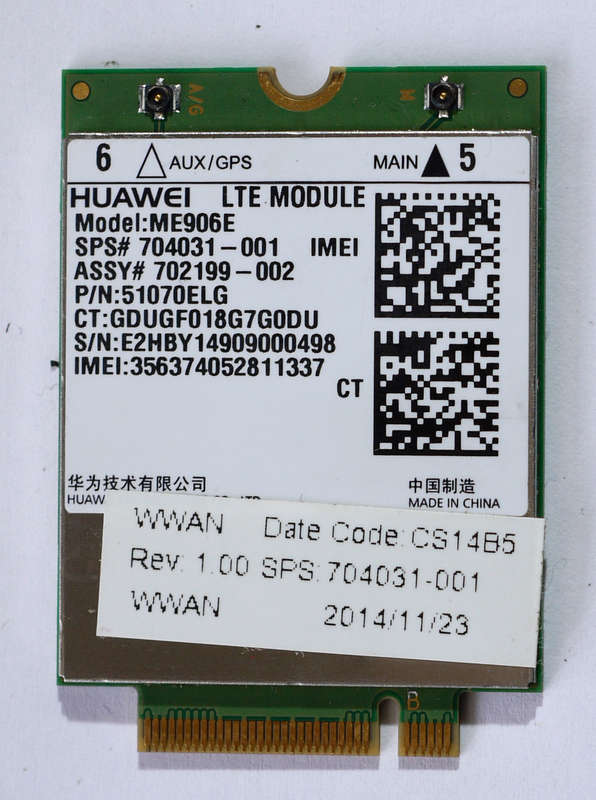 A/G M
6 AUX/GPS MAIN 5
HUAWEI LTE MODULE
Model:ME906E
SPS# 704031-001 IMEI
ASSY# 702199-002
P/N:51070ELG
CT:GDUGF018G7G0DU
S/N:E2HBY14909000498
IMEI:356374052811337
CT
华为技术有限公司 中国制造
MADE IN CHINA
WWAN Date Code: CS14B5
Rev: 1.00 SPS: 704031-001
WWAN 2014/11/23
B